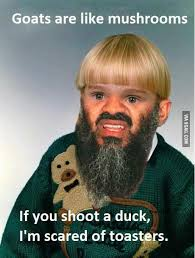 Goats are like mushrooms
VIA 9GAG.COM
If you shoot a duck,
I'm scared of toasters.